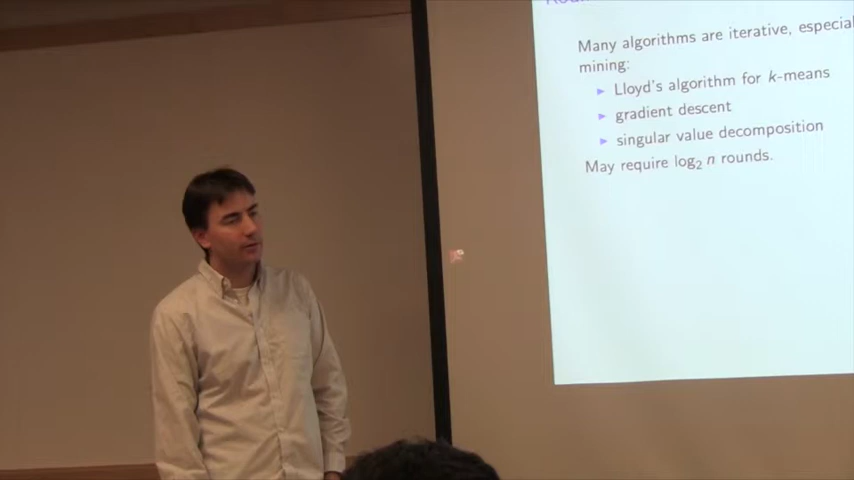 Many algorithms are iterative, especial
mining:
Lloyd's algorithm for k-means
gradient descent
singular value decomposition
May require log₂ n rounds.